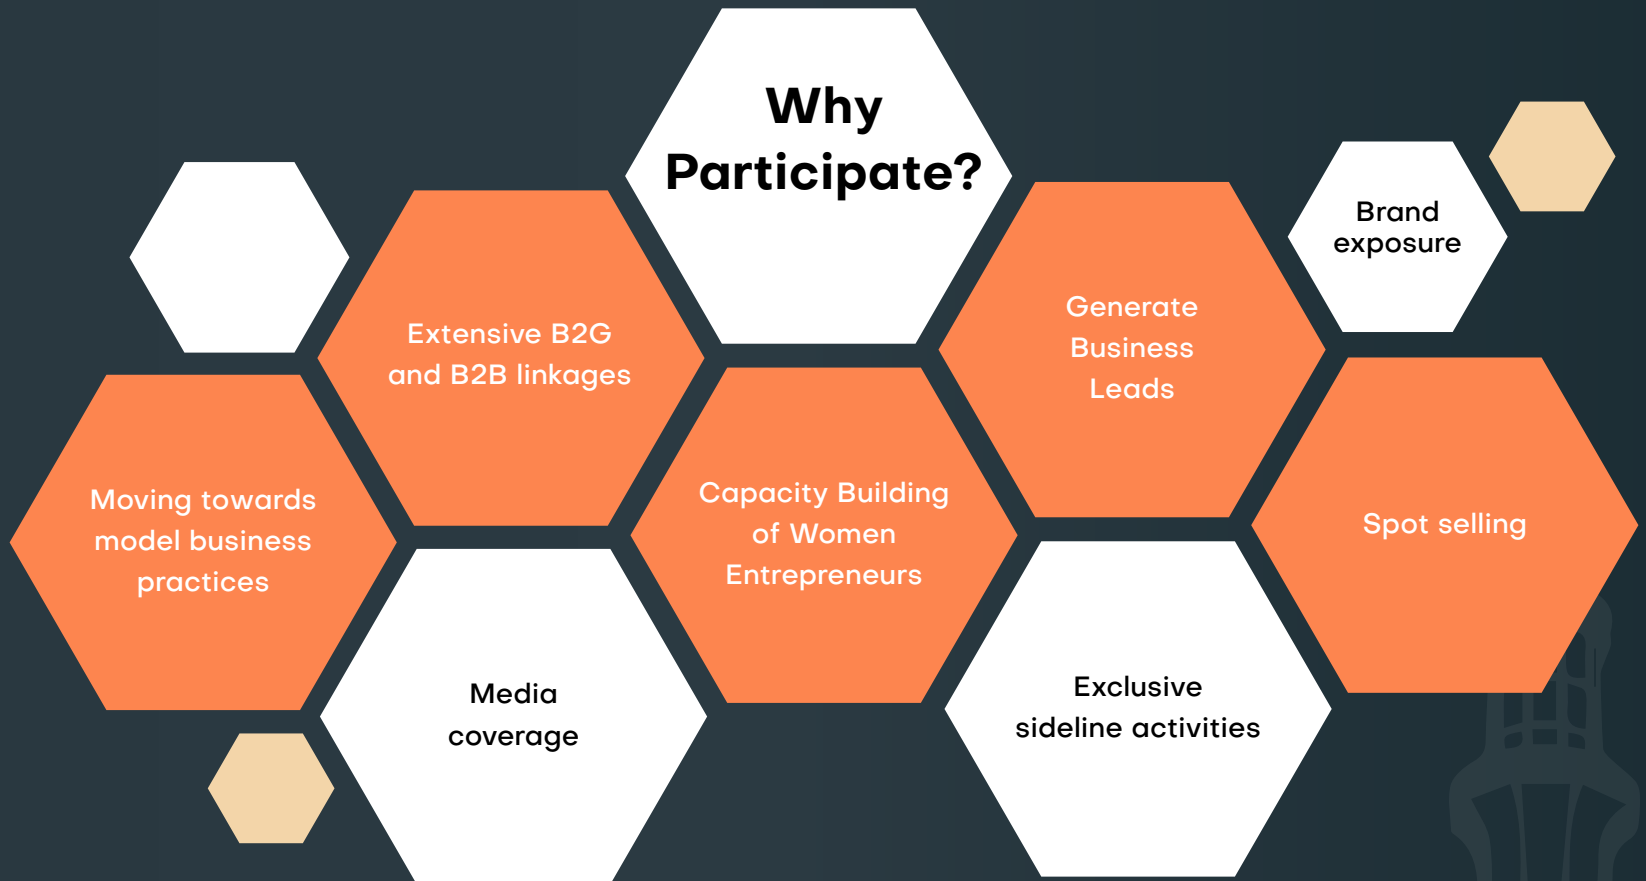 Why
Participate?
Brand
exposure
Extensive B2G
and B2B linkages
Generate
Business
Leads
Moving towards
model business
practices
Capacity Building
of Women
Entrepreneurs
Spot selling
Media
coverage
Exclusive
sideline activities